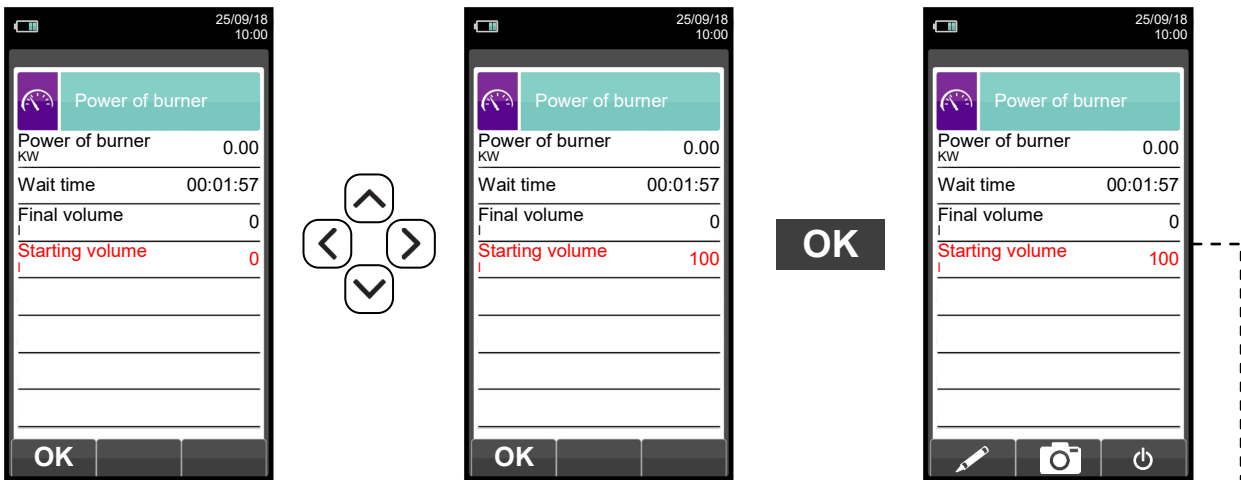 25/09/18
10:00
Power of burner
Power of burner 0.00
KW
Wait time 00:01:57
Final volume 0
l
Starting volume 0
l
OK
25/09/18
10:00
Power of burner
Power of burner 0.00
KW
Wait time 00:01:57
Final volume 0
l
Starting volume 100
l
OK
OK
25/09/18
10:00
Power of burner
Power of burner 0.00
KW
Wait time 00:01:57
Final volume 0
l
Starting volume 100
l